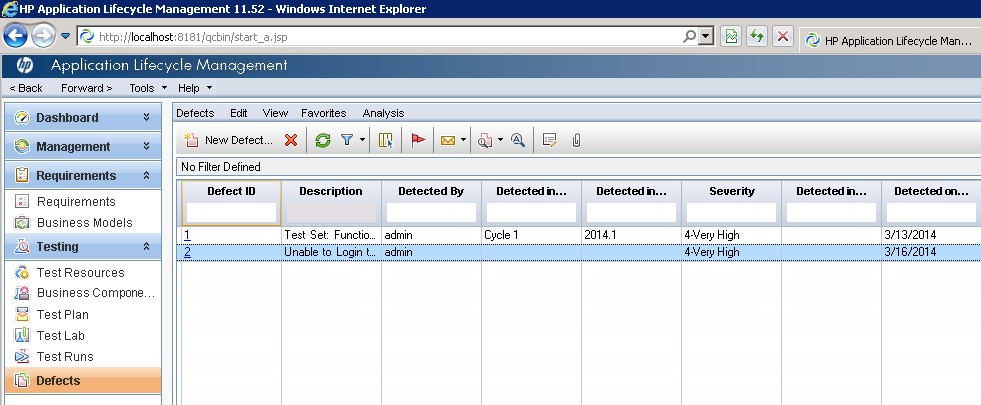 HP Application Lifecycle Management 11.52 - Windows Internet Explorer
http://localhost:8181/qcbin/start_a.jsp HP Application Lifecycle Man...
hp Application Lifecycle Management
< Back Forward > Tools Help
Dashboard
Management
Requirements
Requirements
Business Models
Testing
Test Resources
Business Compone...
Test Plan
Test Lab
Test Runs
Defects
Defects Edit View Favorites Analysis
New Defect...
No Filter Defined
Defect ID Description Detected By Detected in... Detected in... Severity Detected in... Detected on...
1 Test Set: Functio... admin Cycle 1 2014.1 4-Very High 3/13/2014
2 Unable to Login t... admin 4-Very High 3/16/2014